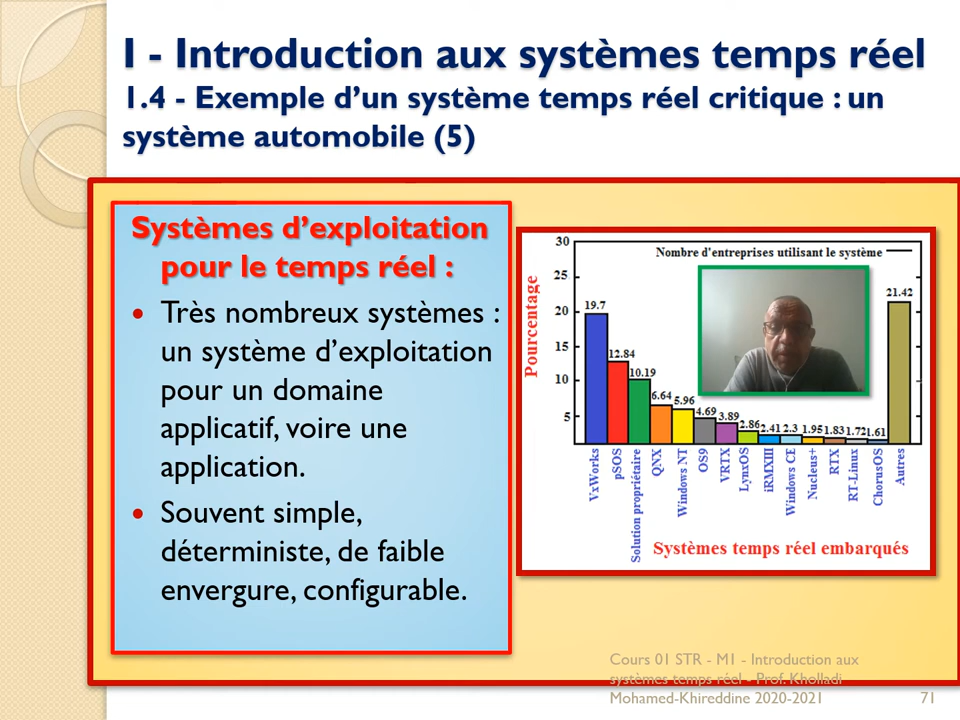 I - Introduction aux systèmes temps réel
1.4 - Exemple d’un système temps réel critique : un
système automobile (5)
Systèmes d’exploitation
pour le temps réel :
• Très nombreux systèmes :
un système d’exploitation
pour un domaine
applicatif, voire une
application.
• Souvent simple,
déterministe, de faible
envergure, configurable.
Nombre d'entreprises utilisant le système
Pourcentage
30
25
20
15
10
5
19.7
12.84
10.19
6.64
5.96
4.69
3.89
2.86
2.41
2.3
1.95
1.83
1.72
1.61
21.42
VxWorks
pSOS
Solution propriétaire
QNX
Windows NT
OS9
VRTX
LynxOS
iRMXIII
Windows CE
Nucleus+
RTX
RT-Linux
ChorusOS
Autres
Systèmes temps réel embarqués
Cours 01 STR - M1 - Introduction aux
systèmes temps réel - Prof. Kholladi
Mohamed-Khireddine 2020-2021
71